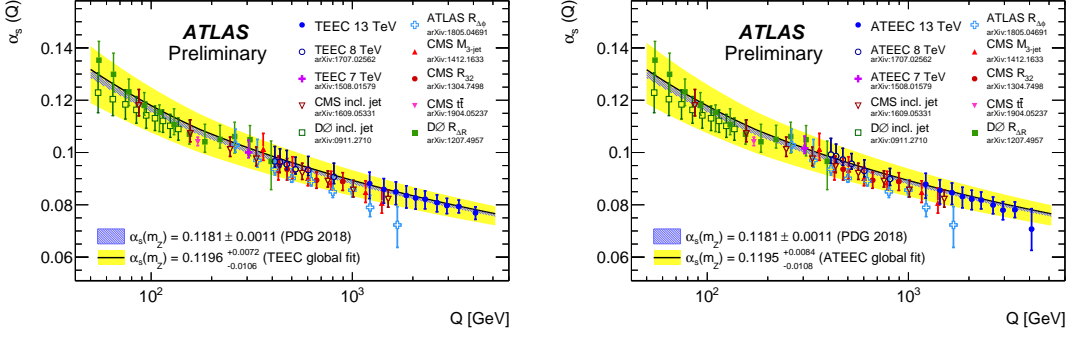 α_s (Q)
0.14
0.12
0.1
0.08
0.06
ATLAS
Preliminary
TEEC 13 TeV
TEEC 8 TeV
arXiv:1707.02562
TEEC 7 TeV
arXiv:1508.01579
CMS incl. jet
arXiv:1609.05331
DØ incl. jet
arXiv:0911.2710
ATLAS R_Δφ
arXiv:1805.04691
CMS M_3-jet
arXiv:1412.1633
CMS R_32
arXiv:1304.7498
CMS tt̄
arXiv:1904.05237
DØ R_ΔR
arXiv:1207.4957
α_s(m_Z) = 0.1181 ± 0.0011 (PDG 2018)
α_s(m_Z) = 0.1196 +0.0072 -0.0106 (TEEC global fit)
10²
10³
Q [GeV]
α_s (Q)
0.14
0.12
0.1
0.08
0.06
ATLAS
Preliminary
ATEEC 13 TeV
ATEEC 8 TeV
arXiv:1707.02562
ATEEC 7 TeV
arXiv:1508.01579
CMS incl. jet
arXiv:1609.05331
DØ incl. jet
arXiv:0911.2710
ATLAS R_Δφ
arXiv:1805.04691
CMS M_3-jet
arXiv:1412.1633
CMS R_32
arXiv:1304.7498
CMS tt̄
arXiv:1904.05237
DØ R_ΔR
arXiv:1207.4957
α_s(m_Z) = 0.1181 ± 0.0011 (PDG 2018)
α_s(m_Z) = 0.1195 +0.0084 -0.0108 (ATEEC global fit)
10²
10³
Q [GeV]